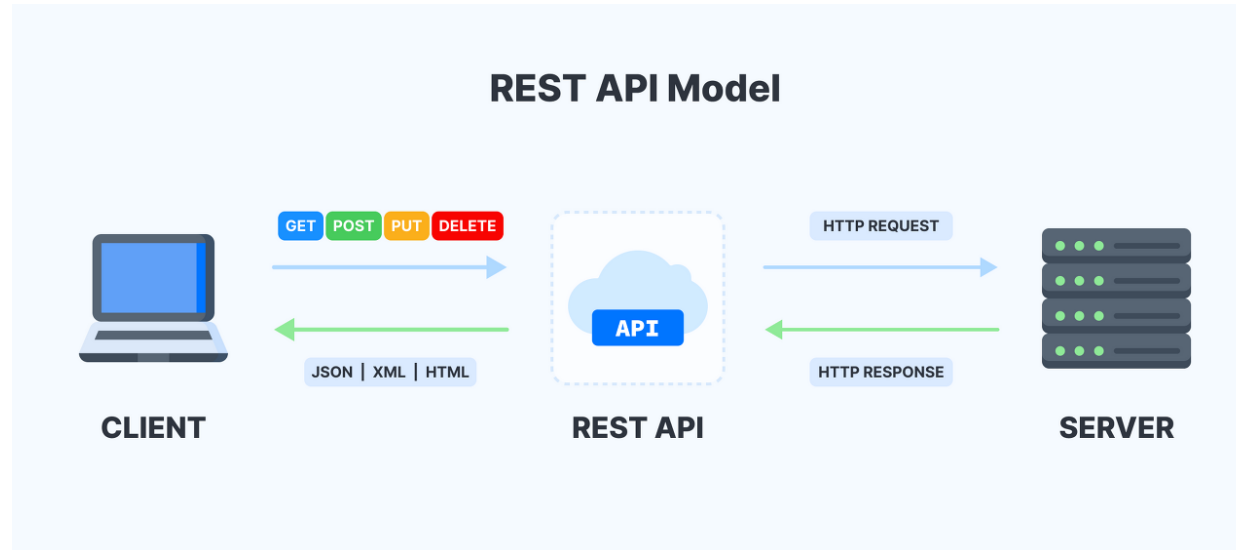 REST API Model
GET POST PUT DELETE
HTTP REQUEST
API
JSON | XML | HTML
HTTP RESPONSE
CLIENT
REST API
SERVER